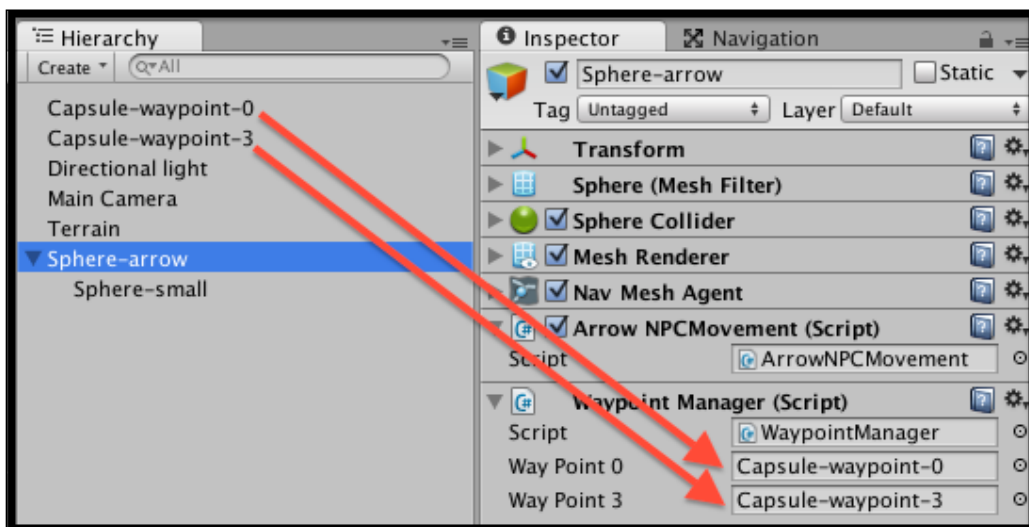 Hierarchy
Create All
Capsule-waypoint-0
Capsule-waypoint-3
Directional light
Main Camera
Terrain
Sphere-arrow
Sphere-small
Inspector Navigation
Sphere-arrow Static
Tag Untagged Layer Default
Transform
Sphere (Mesh Filter)
Sphere Collider
Mesh Renderer
Nav Mesh Agent
Arrow NPCMovement (Script)
Script ArrowNPCMovement
Waypoint Manager (Script)
Script WaypointManager
Way Point 0 Capsule-waypoint-0
Way Point 3 Capsule-waypoint-3